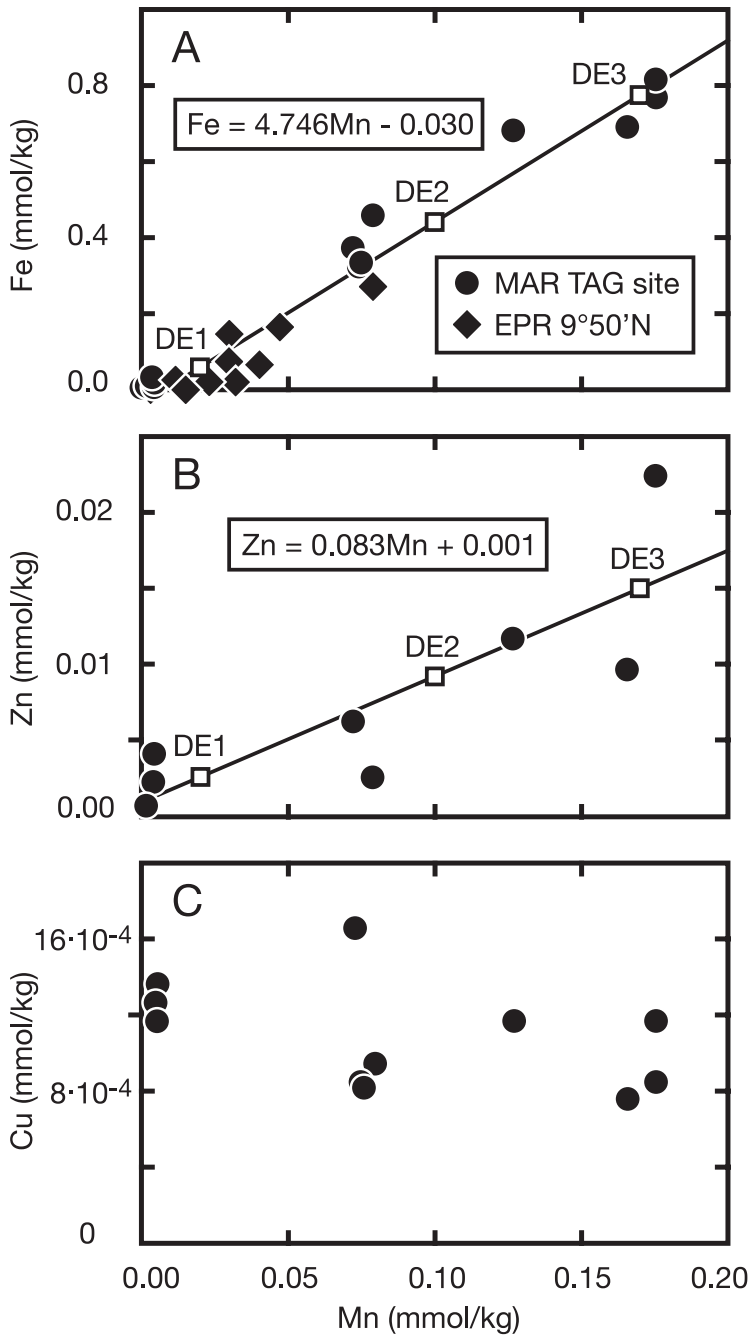 A
DE3
0.8
Fe = 4.746Mn - 0.030
DE2
Fe (mmol/kg)
0.4
MAR TAG site
EPR 9°50'N
DE1
0.0
B
0.02
Zn = 0.083Mn + 0.001
DE3
DE2
Zn (mmol/kg)
0.01
DE1
0.00
C
16·10-4
Cu (mmol/kg)
8·10-4
0
0.00 0.05 0.10 0.15 0.20
Mn (mmol/kg)